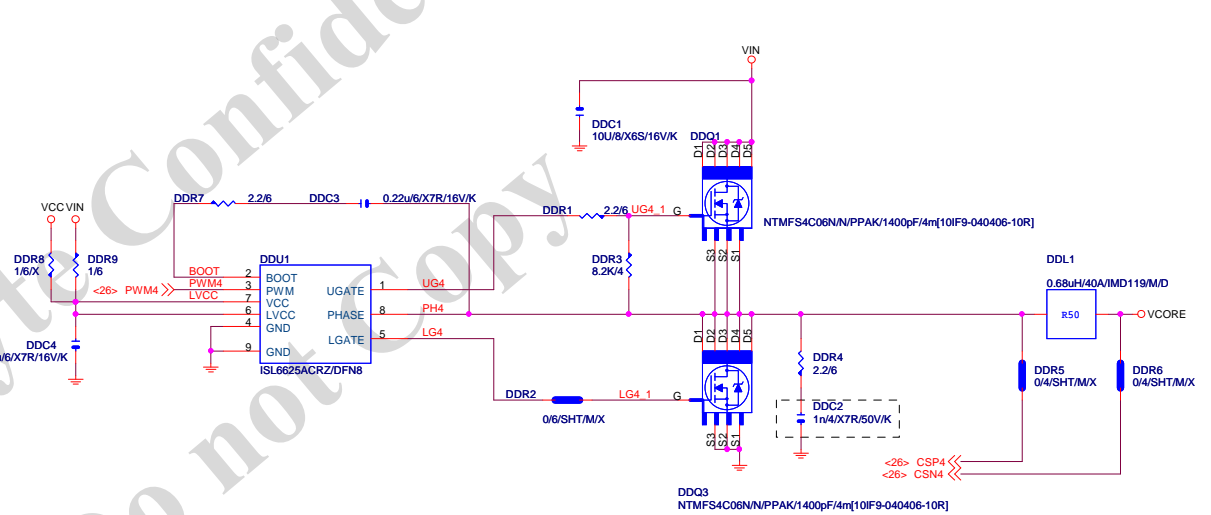 VIN
DDC1
10U/8/X6S/16V/K
DDQ1
D1
D2
D3
D4
D5
DDR7
2.2/6
DDC3
0.22u/6/X7R/16V/K
VCC
VIN
DDR1
2.2/6
UG4_1
G
NTMFS4C06N/N/PPAK/1400pF/4m[10IF9-040406-10R]
S3
S2
S1
DDR8
1/6/X
DDR9
1/6
DDU1
DDR3
8.2K/4
DDL1
0.68uH/40A/IMD119/M/D
BOOT
2
BOOT
<26> PWM4
PWM4
3
PWM
LVCC
7
VCC
6
LVCC
4
GND
9
GND
UGATE
1
UG4
PHASE
8
PH4
LGATE
5
LG4
ISL6625ACRZ/DFN8
R50
VCORE
DDC4
u/6/X7R/16V/K
D1
D2
D3
D4
D5
DDR4
2.2/6
DDR5
0/4/SHT/M/X
DDR6
0/4/SHT/M/X
DDR2
0/6/SHT/M/X
LG4_1
G
DDC2
1n/4/X7R/50V/K
S3
S2
S1
<26> CSP4
<26> CSN4
DDQ3
NTMFS4C06N/N/PPAK/1400pF/4m[10IF9-040406-10R]
Do not Copy